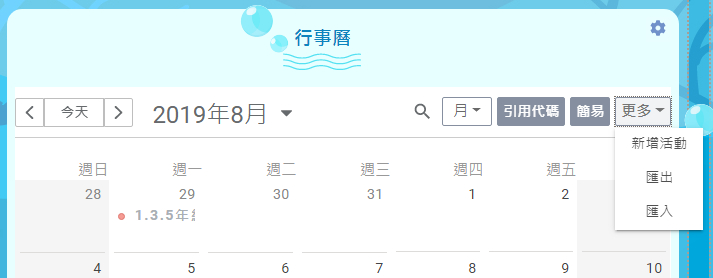 行事曆
今天 2019年8月 月 引用代碼 簡易 更多
新增活動
匯出
匯入
週日 週一 週二 週三 週四 週五
28 29 30 31 1 2
1.3.5年
4 5 6 7 8 9 10